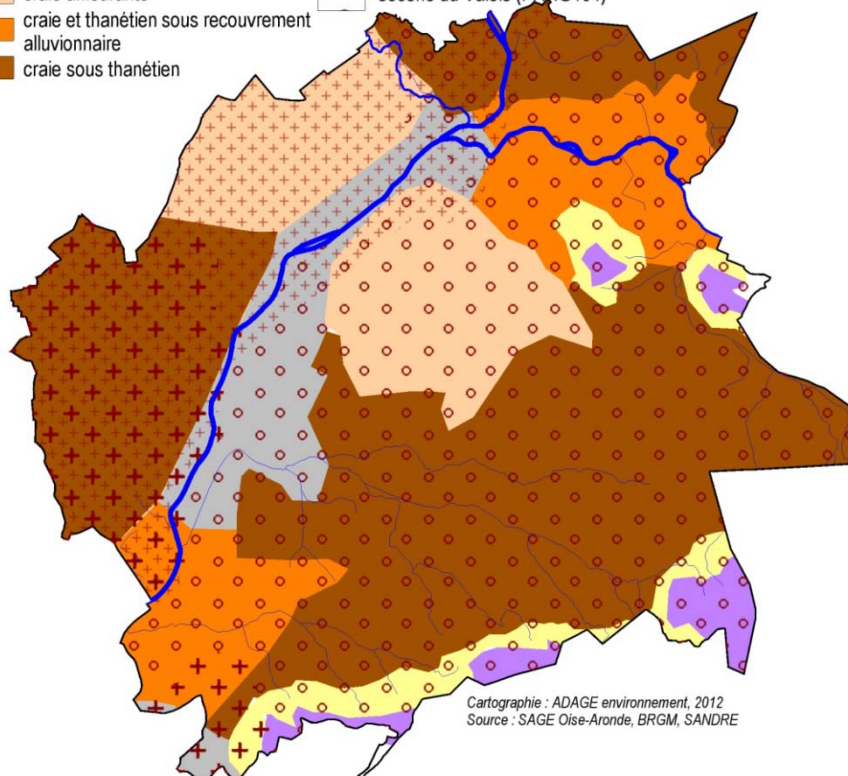 craie et thanétien sous recouvrement
alluvionnaire
craie sous thanétien
Cartographie : ADAGE environnement, 2012
Source : SAGE Oise-Aronde, BRGM, SANDRE